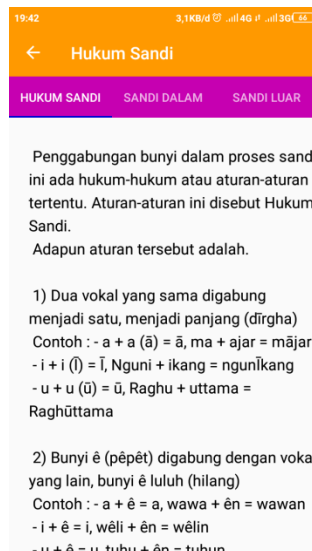 19:42 3,1KB/d 4G 3G 66
Hukum Sandi
HUKUM SANDI SANDI DALAM SANDI LUAR
Penggabungan bunyi dalam proses sand
ini ada hukum-hukum atau aturan-aturan
tertentu. Aturan-aturan ini disebut Hukum
Sandi.
Adapun aturan tersebut adalah.
1) Dua vokal yang sama digabung
menjadi satu, menjadi panjang (dīrgha)
Contoh : - a + a (ā) = ā, ma + ajar = mājar
- i + i (Ī) = Ī, Nguni + ikang = ngunĪkang
- u + u (ū) = ū, Raghu + uttama =
Raghūttama
2) Bunyi ê (pêpêt) digabung dengan voka
yang lain, bunyi ê luluh (hilang)
Contoh : - a + ê = a, wawa + ên = wawan
- i + ê = i, wêli + ên = wêlin
- u + ê = u, tuhu + ên = tuhun